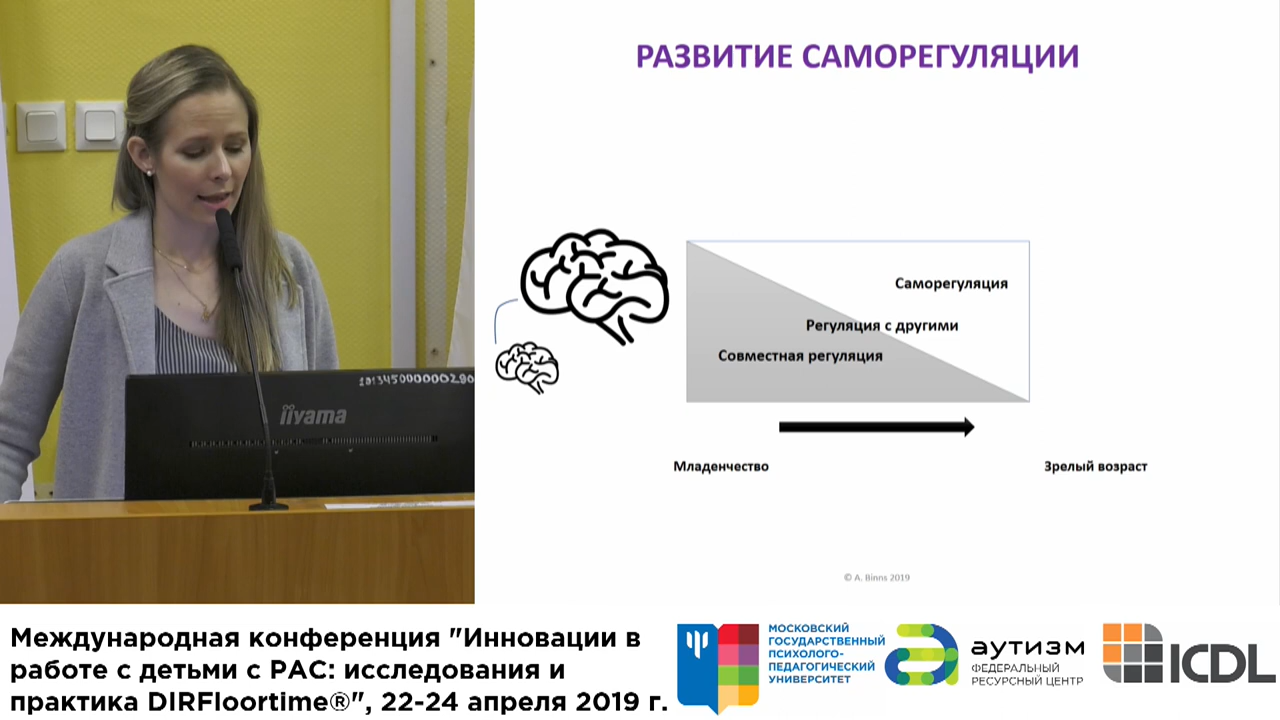 РАЗВИТИЕ САМОРЕГУЛЯЦИИ
Саморегуляция
Регуляция с другими
Совместная регуляция
Младенчество
Зрелый возраст
© A. Binns 2019
iiyama
Международная конференция "Инновации в
работе с детьми с РАС: исследования и
практика DIRFloortime®", 22-24 апреля 2019 г.
МОСКОВСКИЙ
ГОСУДАРСТВЕННЫЙ
ПСИХОЛОГО-
ПЕДАГОГИЧЕСКИЙ
УНИВЕРСИТЕТ
аутизм
ФЕДЕРАЛЬНЫЙ
РЕСУРСНЫЙ ЦЕНТР
ICDL